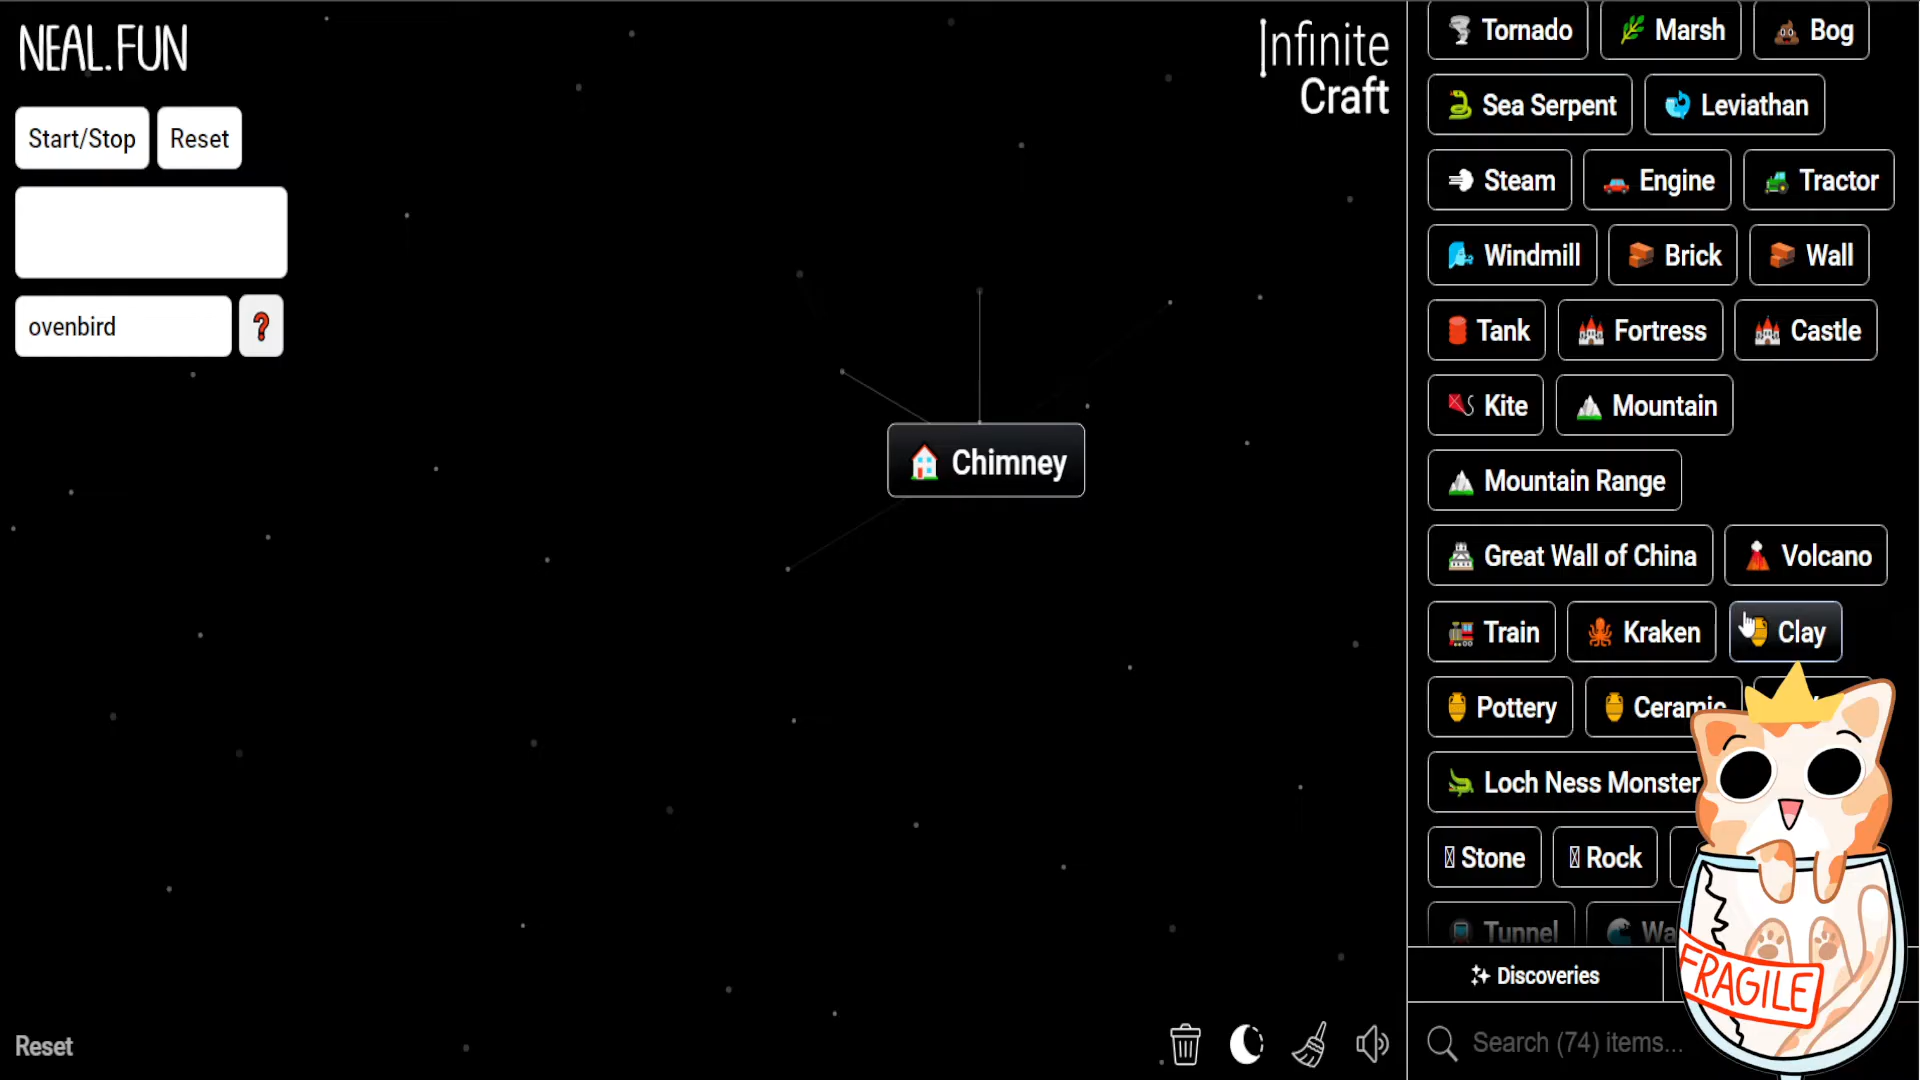 NEAL.FUN
Infinite
Craft
Start/Stop
Reset
ovenbird
❓
Chimney
Tornado
Marsh
Bog
Sea Serpent
Leviathan
Steam
Engine
Tractor
Windmill
Brick
Wall
Tank
Fortress
Castle
Kite
Mountain
Mountain Range
Great Wall of China
Volcano
Train
Kraken
Clay
Pottery
Ceramic
Loch Ness Monster
Stone
Rock
Tunnel
Wa
FRAGILE
Discoveries
Search (74) items...
Reset